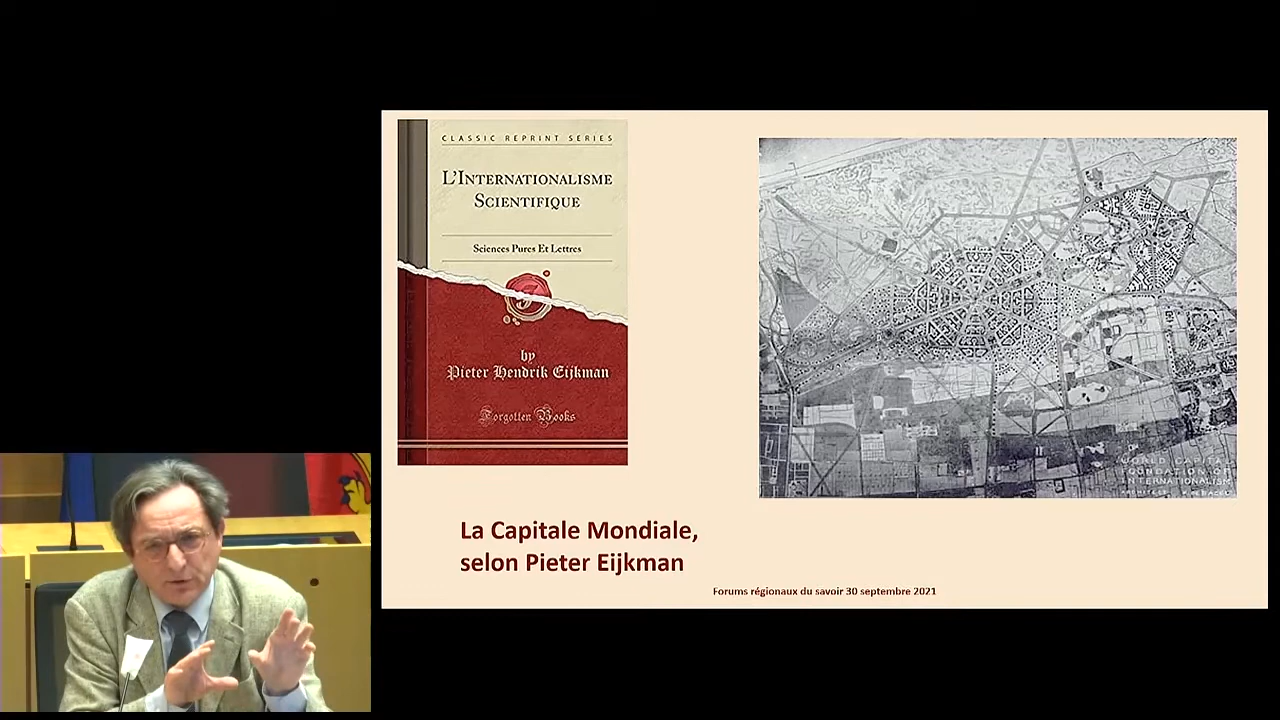 CLASSIC REPRINT SERIES
L'INTERNATIONALISME
SCIENTIFIQUE
Sciences Pures Et Lettres
by
Pieter Hendrik Eijkman
Forgotten Books
WORLD CAPITAL
FOUNDATION OF
INTERNATIONALISM
La Capitale Mondiale,
selon Pieter Eijkman
Forums régionaux du savoir 30 septembre 2021